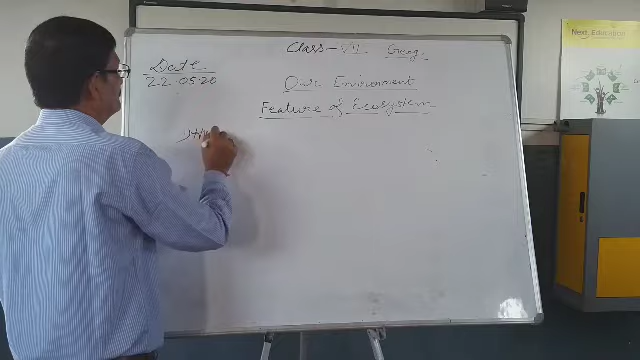 Class - VII Geog.
Date
22.05.20
Our Environment
Feature of Ecosystem
Next Education